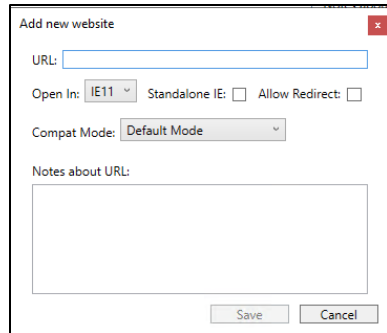 Add new website
x
URL:
Open In: IE11 Standalone IE: Allow Redirect:
Compat Mode: Default Mode
Notes about URL:
Save Cancel